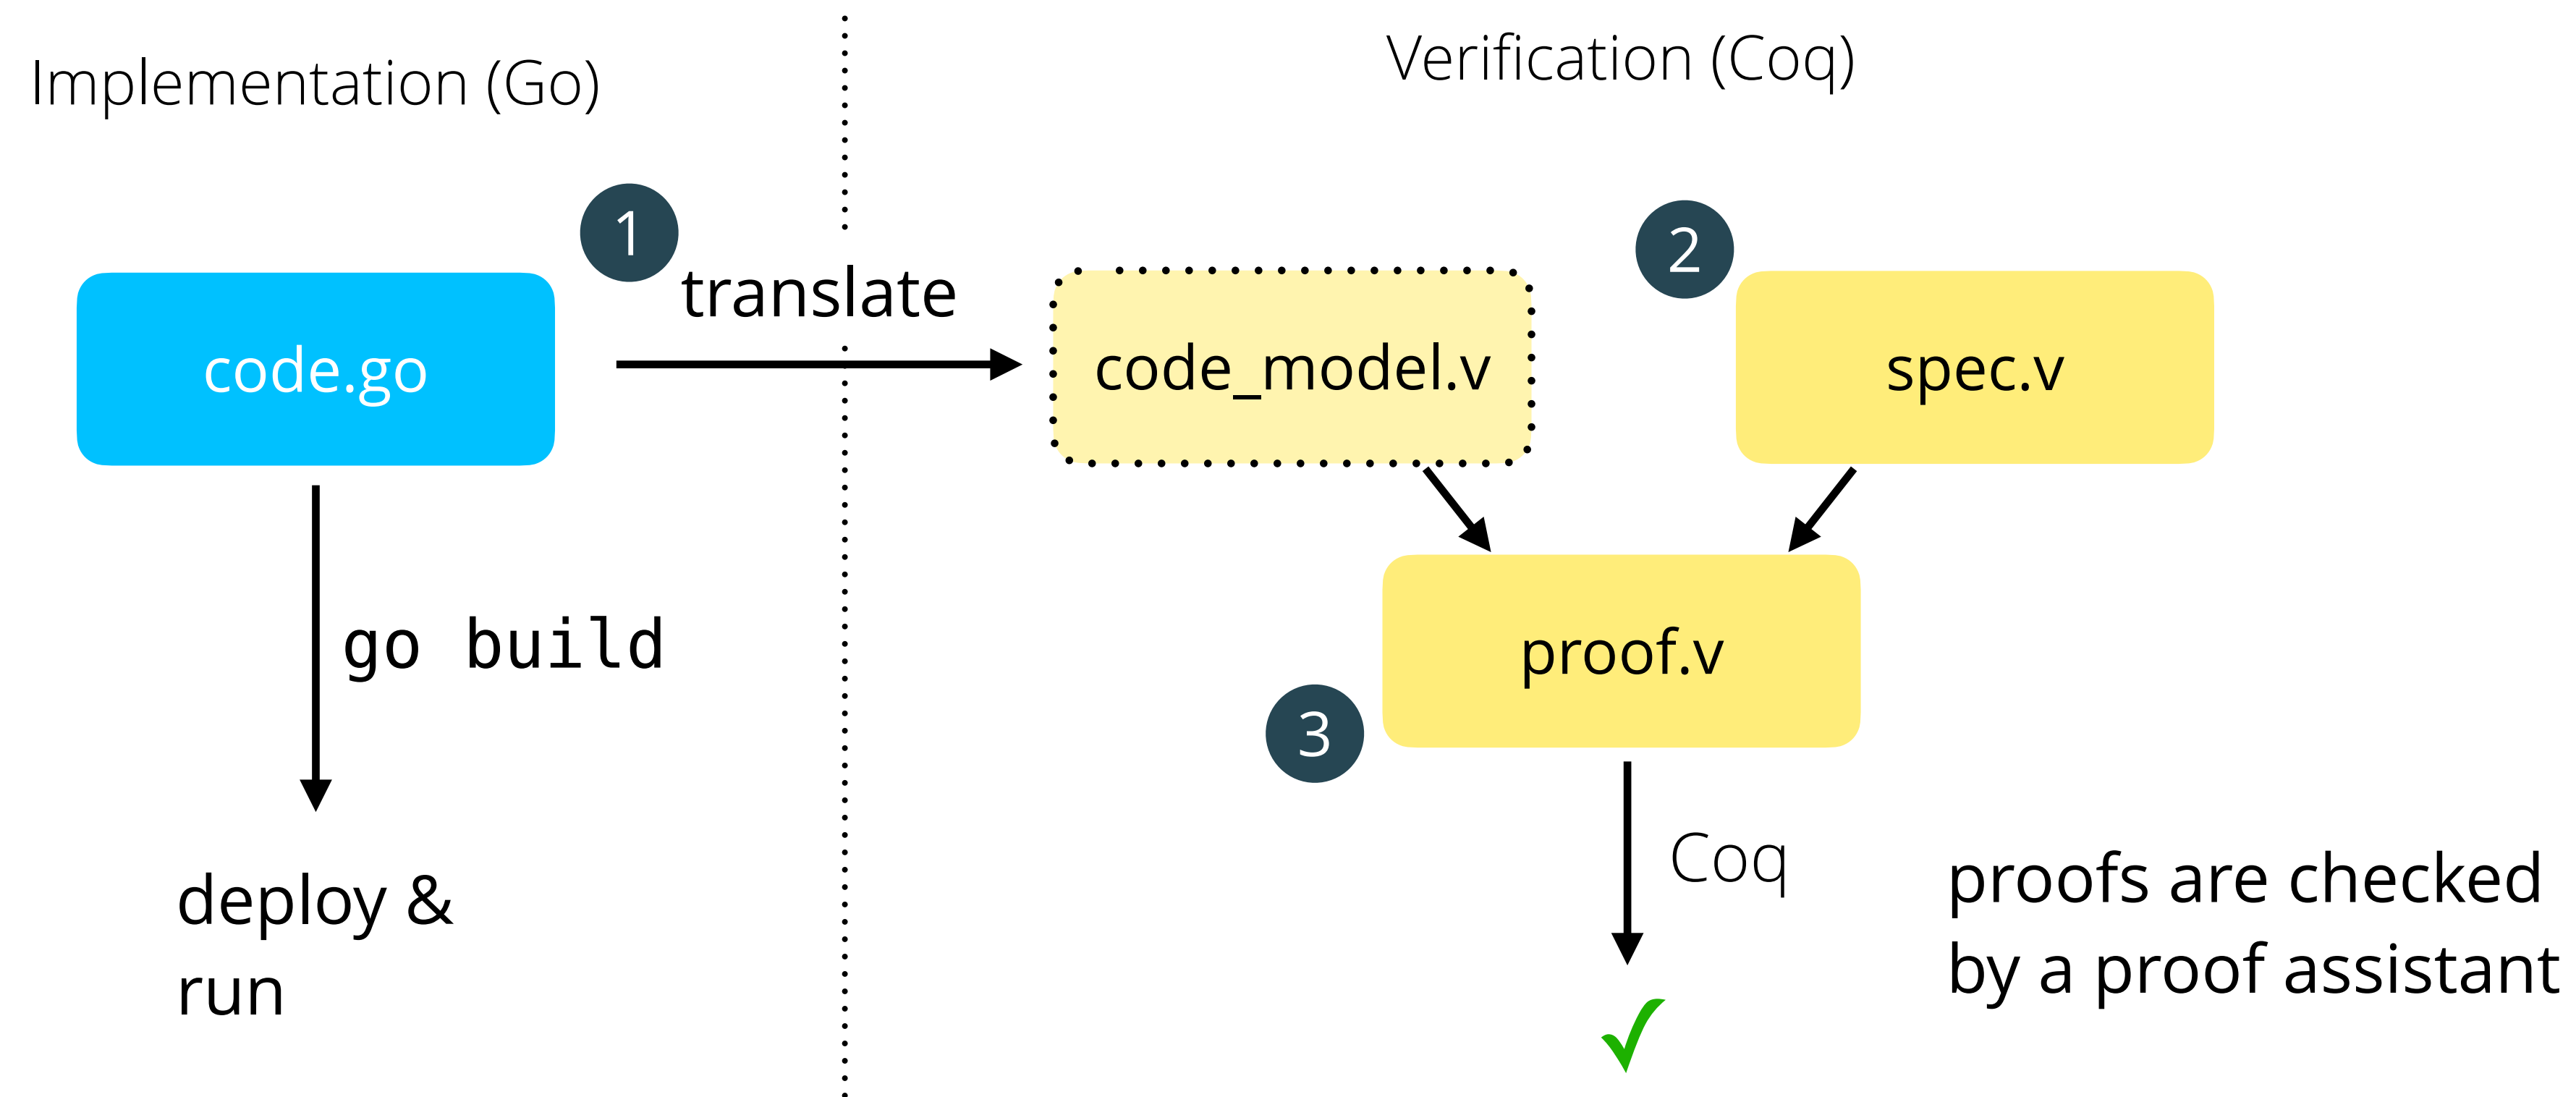 Implementation (Go)
Verification (Coq)
1
translate
2
code.go
code_model.v
spec.v
go build
proof.v
3
deploy &
run
Coq
proofs are checked
by a proof assistant